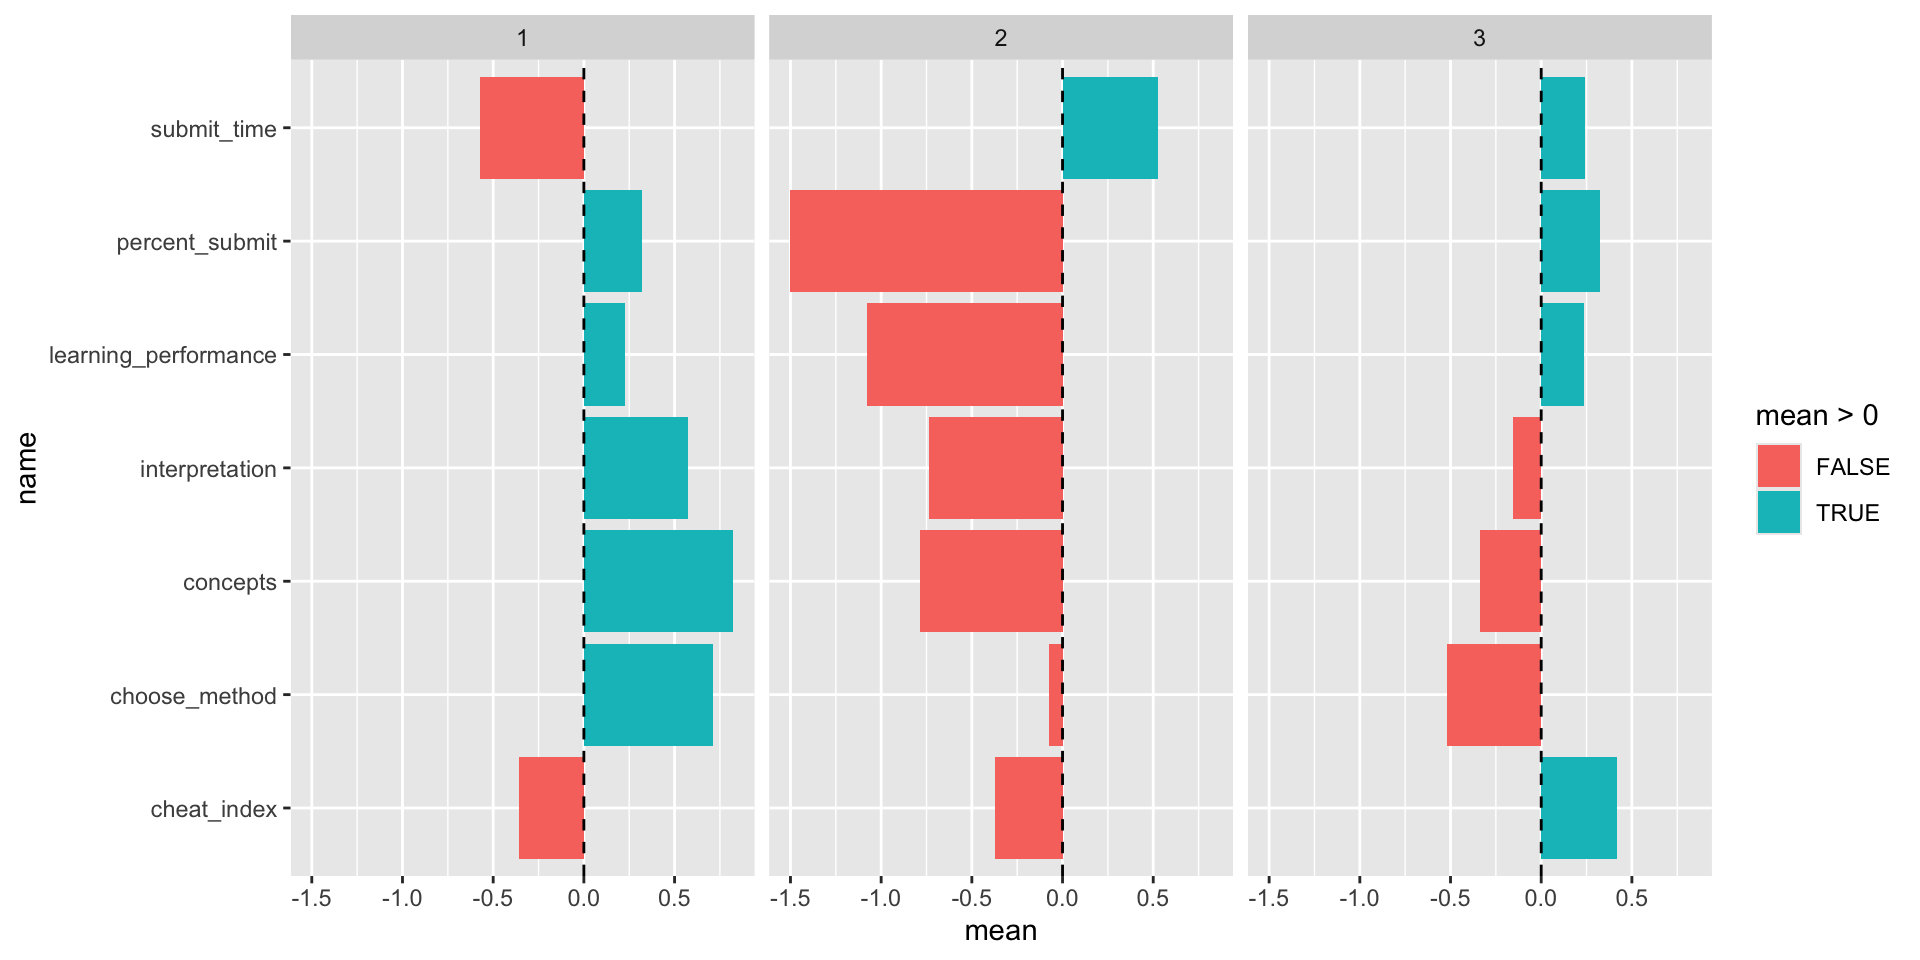 1 2 3
submit_time
percent_submit
learning_performance
interpretation
concepts
choose_method
cheat_index
name
-1.5 -1.0 -0.5 0.0 0.5 -1.5 -1.0 -0.5 0.0 0.5 -1.5 -1.0 -0.5 0.0 0.5
mean
mean > 0
FALSE
TRUE